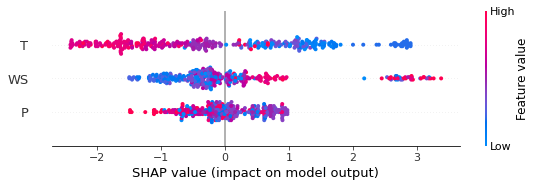 High
T
WS
P
Feature value
Low
−2 −1 0 1 2 3
SHAP value (impact on model output)